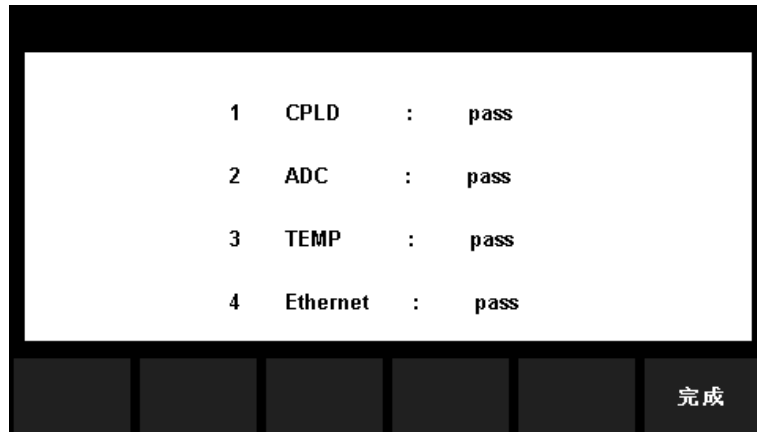 1 CPLD : pass
2 ADC : pass
3 TEMP : pass
4 Ethernet : pass
完成